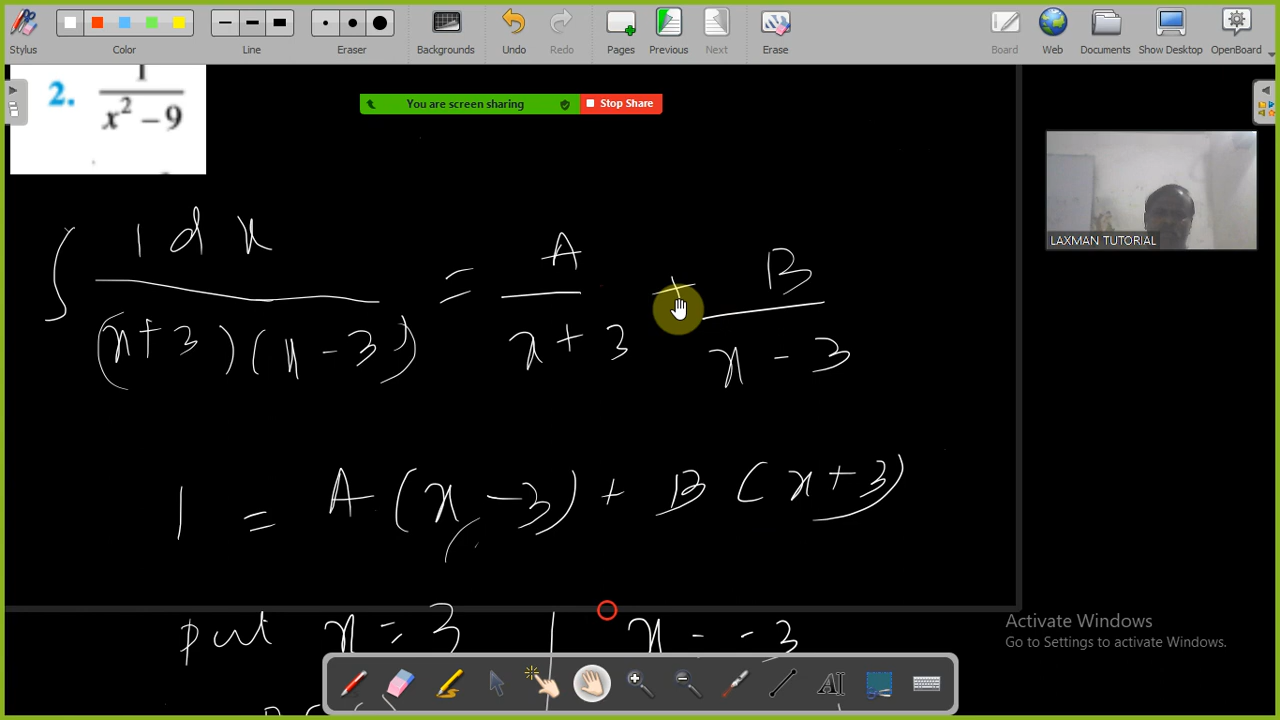 Stylus Color Line Eraser Backgrounds Undo Redo Pages Previous Next Erase Board Web Documents Show Desktop OpenBoard
You are screen sharing Stop Share
2. 1
x² – 9
LAXMAN TUTORIAL
∫ 1 d x / (x+3)(x-3) = A / x+3 + B / x-3
1 = A(x-3) + B(x+3)
put x = 3 | x - -3
Activate Windows
Go to Settings to activate Windows.
AI